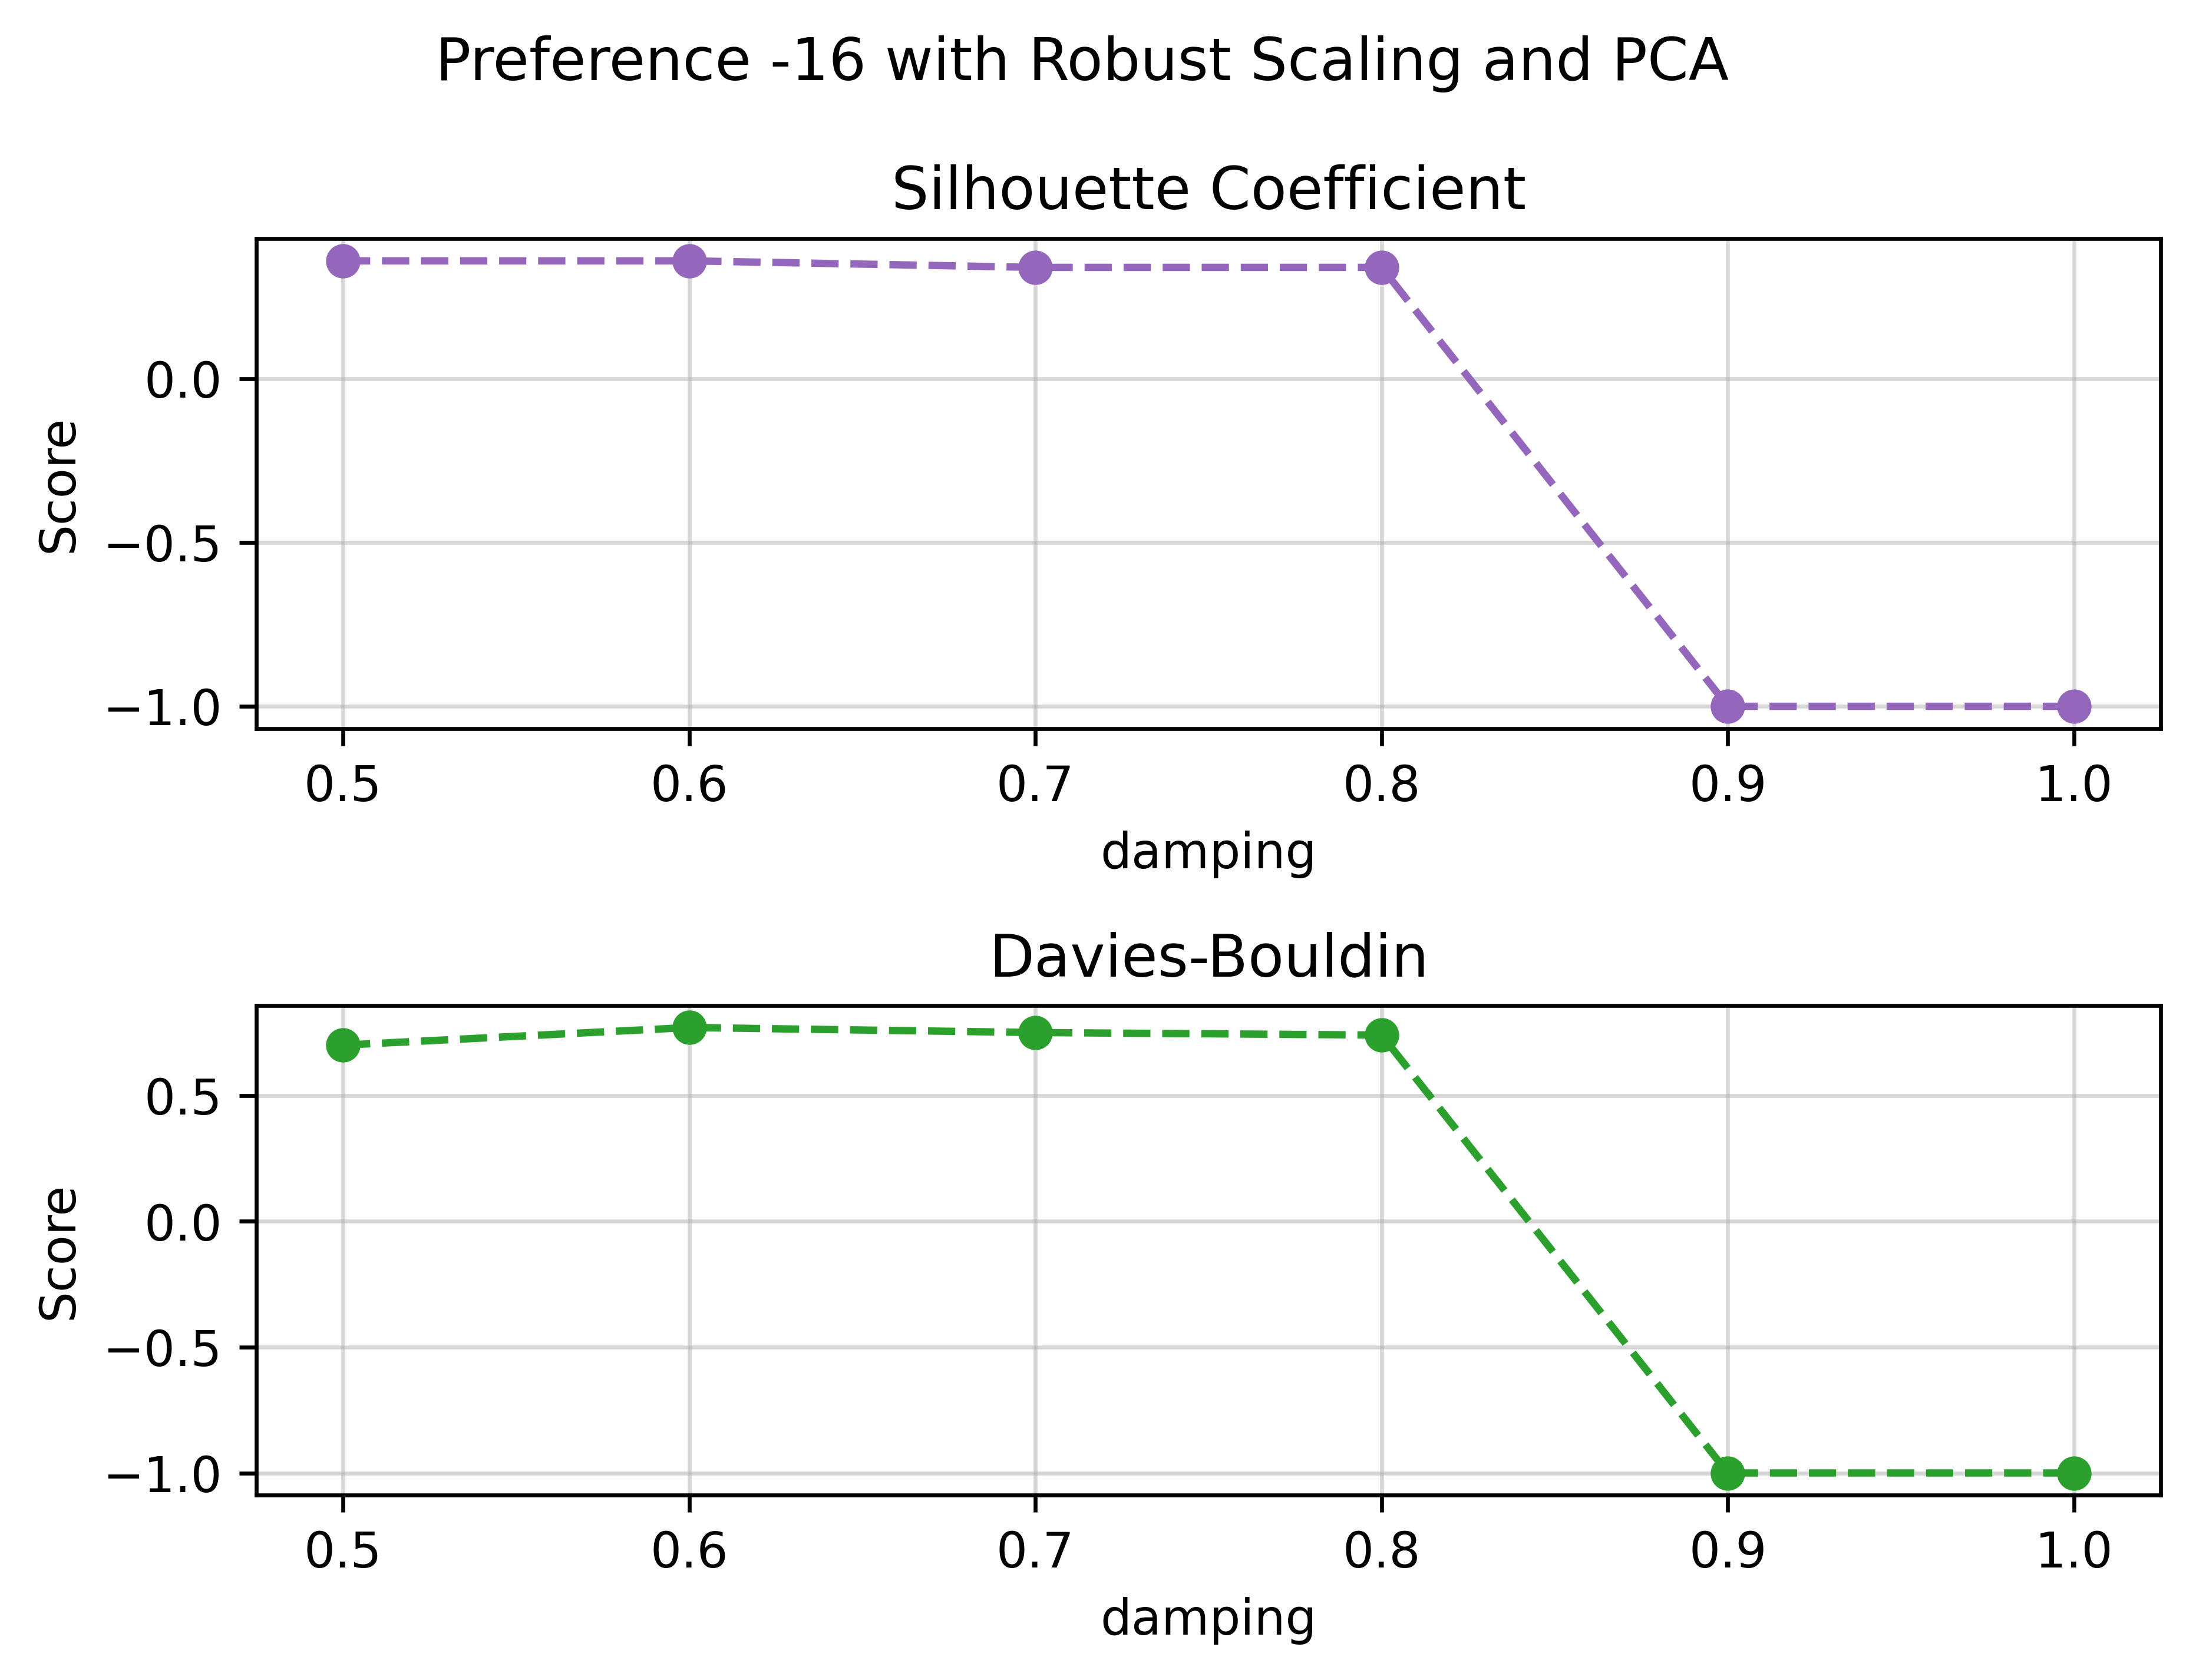 Preference -16 with Robust Scaling and PCA
Silhouette Coefficient
Score
0.0
−0.5
−1.0
0.5 0.6 0.7 0.8 0.9 1.0
damping
Davies-Bouldin
Score
0.5
0.0
−0.5
−1.0
0.5 0.6 0.7 0.8 0.9 1.0
damping